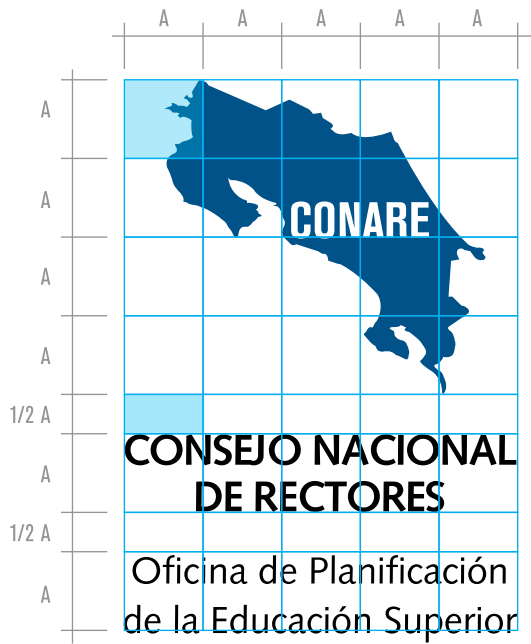 A A A A A
A
A
CONARE
A
A
1/2 A
CONSEJO NACIONAL
A
DE RECTORES
1/2 A
Oficina de Planificación
A
de la Educación Superior